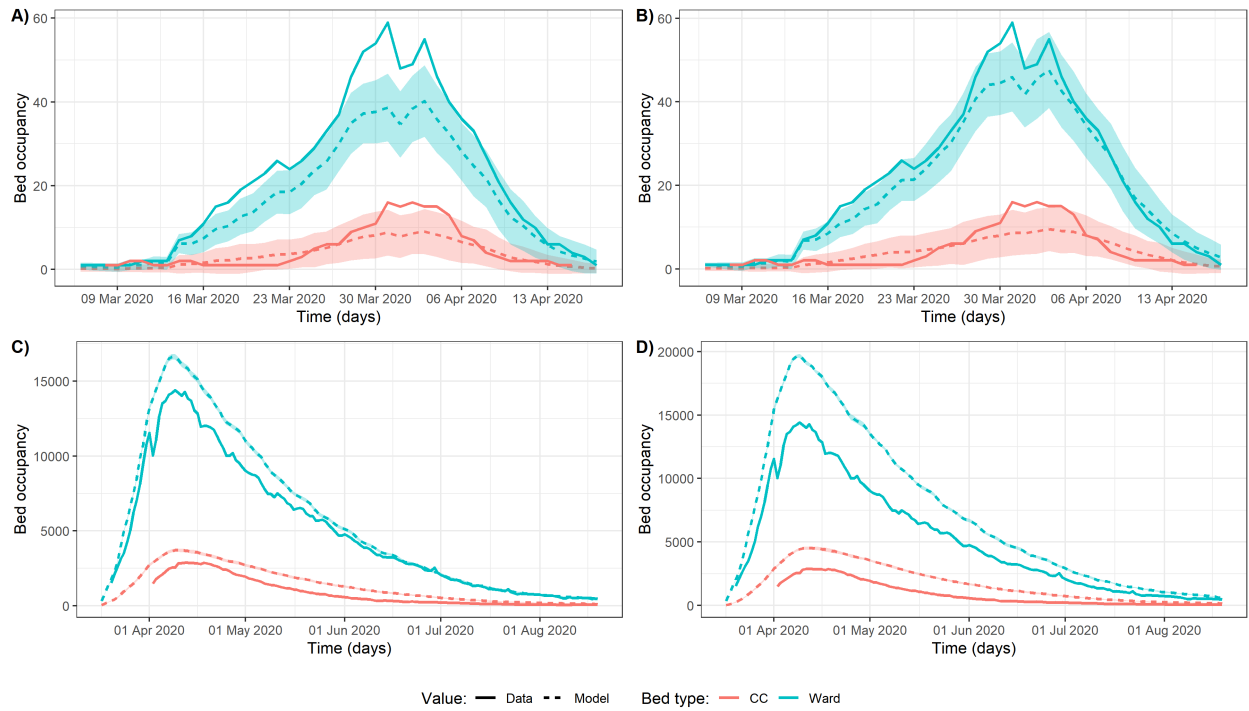 A)
60
40
20
0
Bed occupancy
09 Mar 2020 16 Mar 2020 23 Mar 2020 30 Mar 2020 06 Apr 2020 13 Apr 2020
Time (days)
B)
60
40
20
0
Bed occupancy
09 Mar 2020 16 Mar 2020 23 Mar 2020 30 Mar 2020 06 Apr 2020 13 Apr 2020
Time (days)
C)
15000
10000
5000
0
Bed occupancy
01 Apr 2020 01 May 2020 01 Jun 2020 01 Jul 2020 01 Aug 2020
Time (days)
D)
20000
15000
10000
5000
0
Bed occupancy
01 Apr 2020 01 May 2020 01 Jun 2020 01 Jul 2020 01 Aug 2020
Time (days)
Value: Data Model Bed type: CC Ward